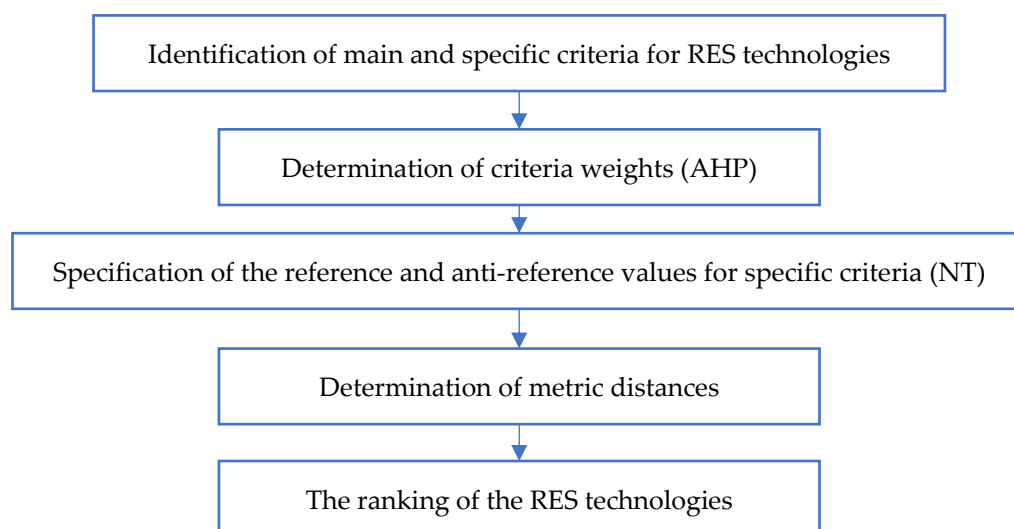 Identification of main and specific criteria for RES technologies
Determination of criteria weights (AHP)
Specification of the reference and anti-reference values for specific criteria (NT)
Determination of metric distances
The ranking of the RES technologies